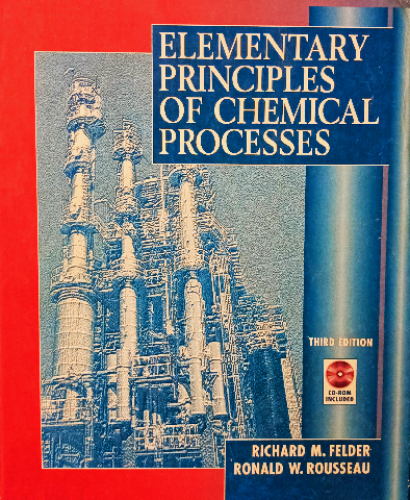 ELEMENTARY
PRINCIPLES
OF CHEMICAL
PROCESSES
THIRD EDITION
CD-ROM
INCLUDED
RICHARD M. FELDER
RONALD W. ROUSSEAU